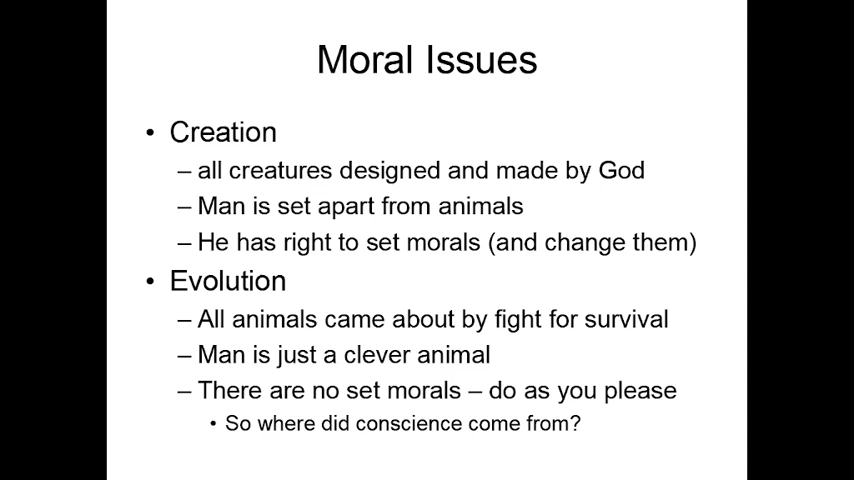 Moral Issues
• Creation
– all creatures designed and made by God
– Man is set apart from animals
– He has right to set morals (and change them)
• Evolution
– All animals came about by fight for survival
– Man is just a clever animal
– There are no set morals – do as you please
• So where did conscience come from?